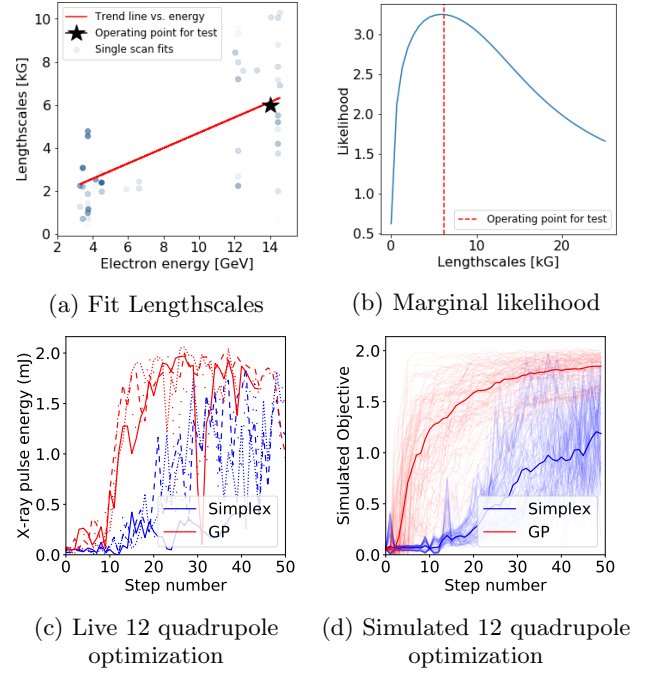 Lengthscales [kG]
10
8
6
4
2
0
Trend line vs. energy
Operating point for test
Single scan fits
2 4 6 8 10 12 14
Electron energy [GeV]
(a) Fit Lengthscales
Likelihood
3.0
2.5
2.0
1.5
1.0
0.5
Operating point for test
0 10 20
Lengthscales [kG]
(b) Marginal likelihood
X-ray pulse energy (mJ)
2.0
1.5
1.0
0.5
0.0
Simplex
GP
0 10 20 30 40 50
Step number
(c) Live 12 quadrupole
optimization
Simulated Objective
2.0
1.5
1.0
0.5
0.0
Simplex
GP
0 10 20 30 40 50
Step number
(d) Simulated 12 quadrupole
optimization